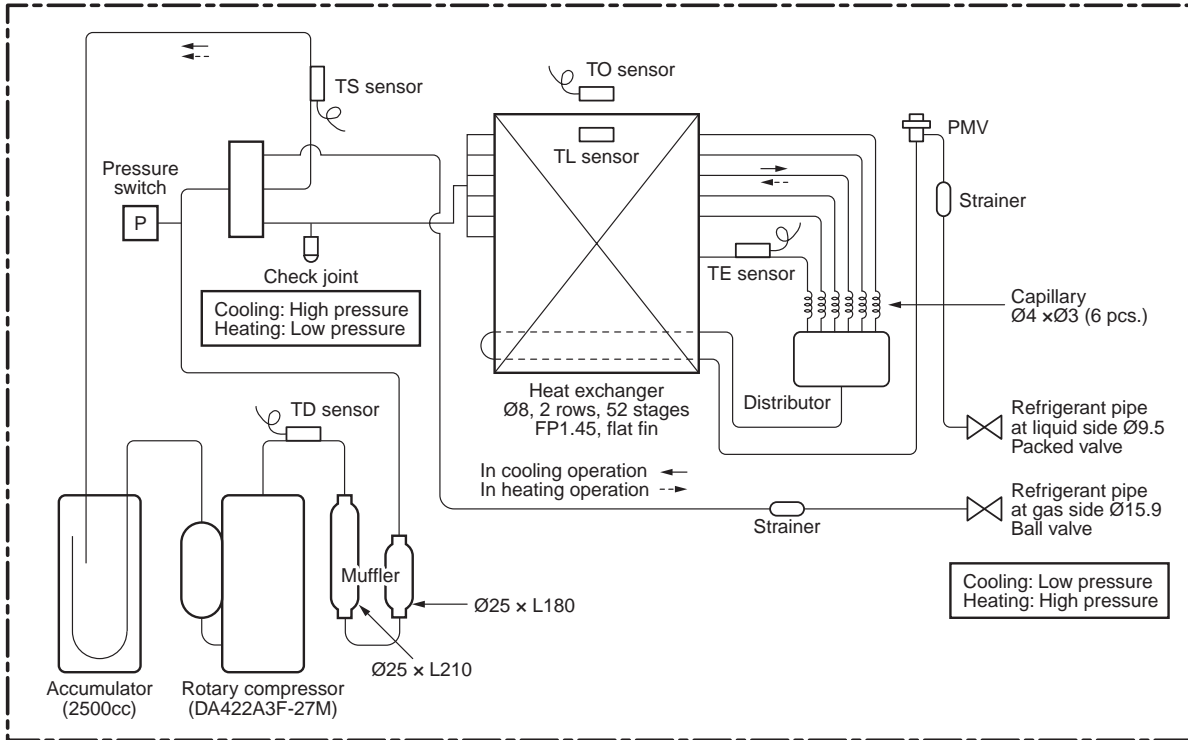 TS sensor
TO sensor
TL sensor
PMV
Pressure
switch
P
Strainer
Check joint
Cooling: High pressure
Heating: Low pressure
TE sensor
Capillary
Ø4 ×Ø3 (6 pcs.)
Heat exchanger
Ø8, 2 rows, 52 stages
FP1.45, flat fin
Distributor
Refrigerant pipe
at liquid side Ø9.5
Packed valve
TD sensor
In cooling operation
In heating operation
Refrigerant pipe
at gas side Ø15.9
Ball valve
Strainer
Muffler
Cooling: Low pressure
Heating: High pressure
Ø25 × L180
Ø25 × L210
Accumulator
(2500cc)
Rotary compressor
(DA422A3F-27M)